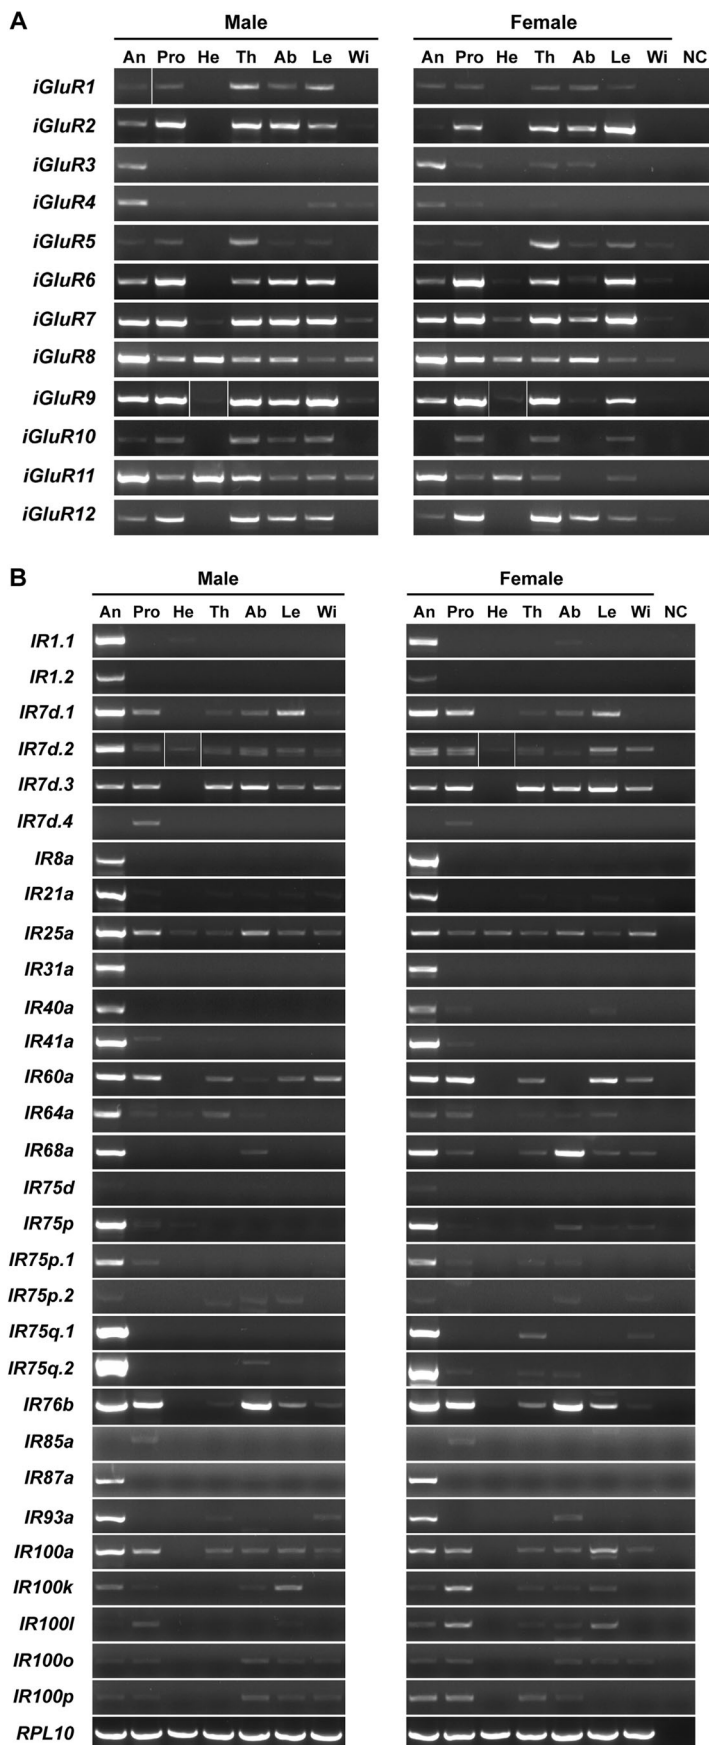 A
Male Female
An Pro He Th Ab Le Wi An Pro He Th Ab Le Wi NC
iGluR1
iGluR2
iGluR3
iGluR4
iGluR5
iGluR6
iGluR7
iGluR8
iGluR9
iGluR10
iGluR11
iGluR12
B
Male Female
An Pro He Th Ab Le Wi An Pro He Th Ab Le Wi NC
IR1.1
IR1.2
IR7d.1
IR7d.2
IR7d.3
IR7d.4
IR8a
IR21a
IR25a
IR31a
IR40a
IR41a
IR60a
IR64a
IR68a
IR75d
IR75p
IR75p.1
IR75p.2
IR75q.1
IR75q.2
IR76b
IR85a
IR87a
IR93a
IR100a
IR100k
IR100l
IR100o
IR100p
RPL10